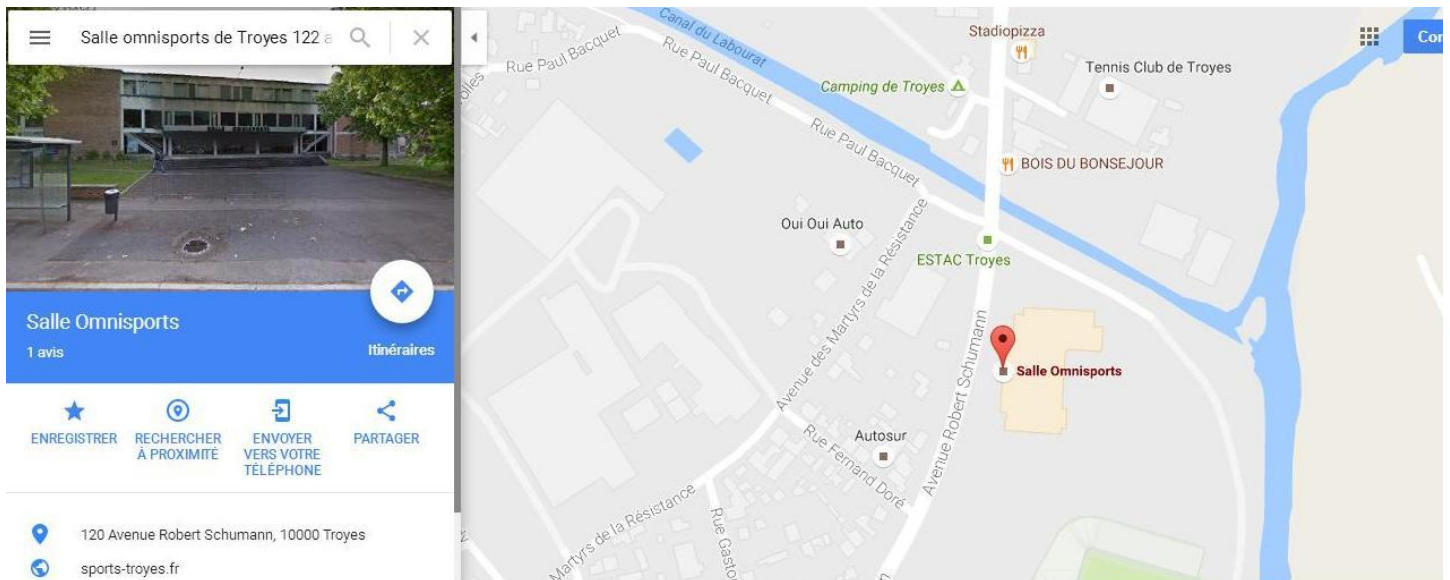 Salle omnisports de Troyes 122 a
Salle Omnisports
1 avis
Itinéraires
ENREGISTRER
RECHERCHER
À PROXIMITÉ
ENVOYER
VERS VOTRE
TÉLÉPHONE
PARTAGER
120 Avenue Robert Schumann, 10000 Troyes
sports-troyes.fr
Rue Paul Bacquet
Canal du Labourat
Rue Paul Bacquet
Stadiopizza
Camping de Troyes
Tennis Club de Troyes
Cor
Rue Paul Bacquet
BOIS DU BONSEJOUR
Oui Oui Auto
ESTAC Troyes
Avenue des Martyrs de la Résistance
Avenue Robert Schumann
Salle Omnisports
Autosur
Rue Fernand Doré
Martyrs de la Résistance
Rue Gasto